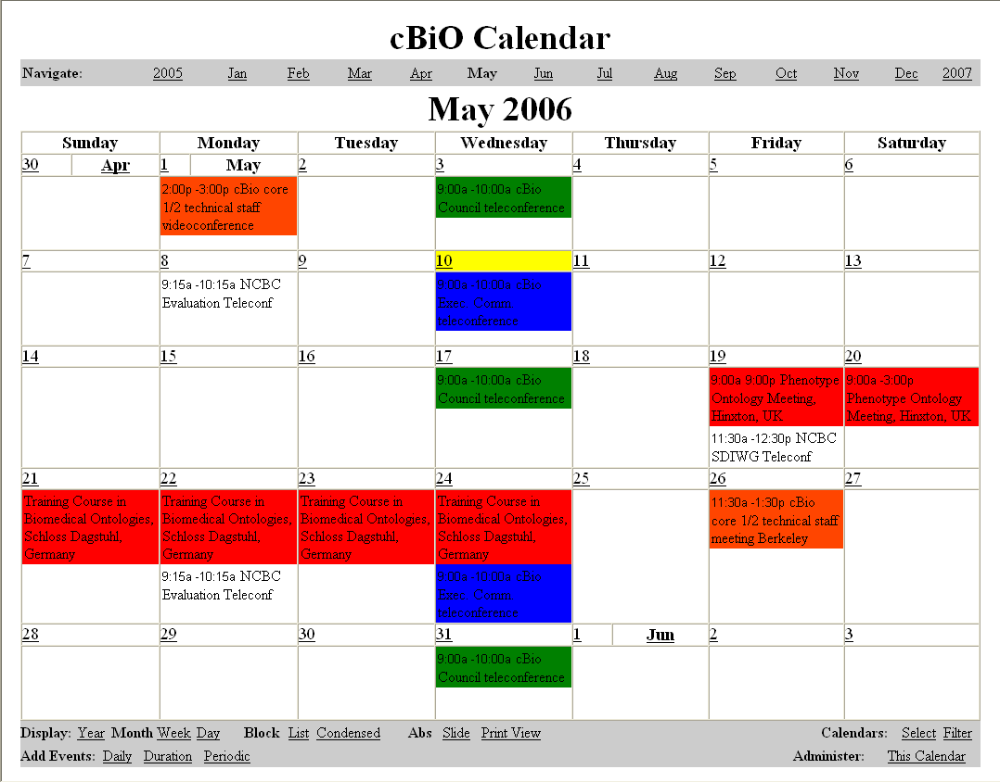 cBiO Calendar
Navigate: 2005 Jan Feb Mar Apr May Jun Jul Aug Sep Oct Nov Dec 2007
May 2006
Sunday Monday Tuesday Wednesday Thursday Friday Saturday
30 Apr 1 May 2 3 4 5 6
2:00p -3:00p cBio core
1/2 technical staff
videoconference
9:00a -10:00a cBio
Council teleconference
7 8 9 10 11 12 13
9:15a -10:15a NCBC
Evaluation Teleconf
9:00a -10:00a cBio
Exec. Comm.
teleconference
14 15 16 17 18 19 20
9:00a -10:00a cBio
Council teleconference
9:00a 9:00p Phenotype
Ontology Meeting,
Hinxton, UK
11:30a -12:30p NCBC
SDIWG Teleconf
9:00a -3:00p
Phenotype Ontology
Meeting, Hinxton, UK
21 22 23 24 25 26 27
Training Course in
Biomedical Ontologies,
Schloss Dagstuhl,
Germany
Training Course in
Biomedical Ontologies,
Schloss Dagstuhl,
Germany
9:15a -10:15a NCBC
Evaluation Teleconf
Training Course in
Biomedical Ontologies,
Schloss Dagstuhl,
Germany
Training Course in
Biomedical Ontologies,
Schloss Dagstuhl,
Germany
9:00a -10:00a cBio
Exec. Comm.
teleconference
11:30a -1:30p cBio
core 1/2 technical staff
meeting Berkeley
28 29 30 31 1 Jun 2 3
9:00a -10:00a cBio
Council teleconference
Display: Year Month Week Day Block List Condensed Abs Slide Print View Calendars: Select Filter
Add Events: Daily Duration Periodic Administer: This Calendar